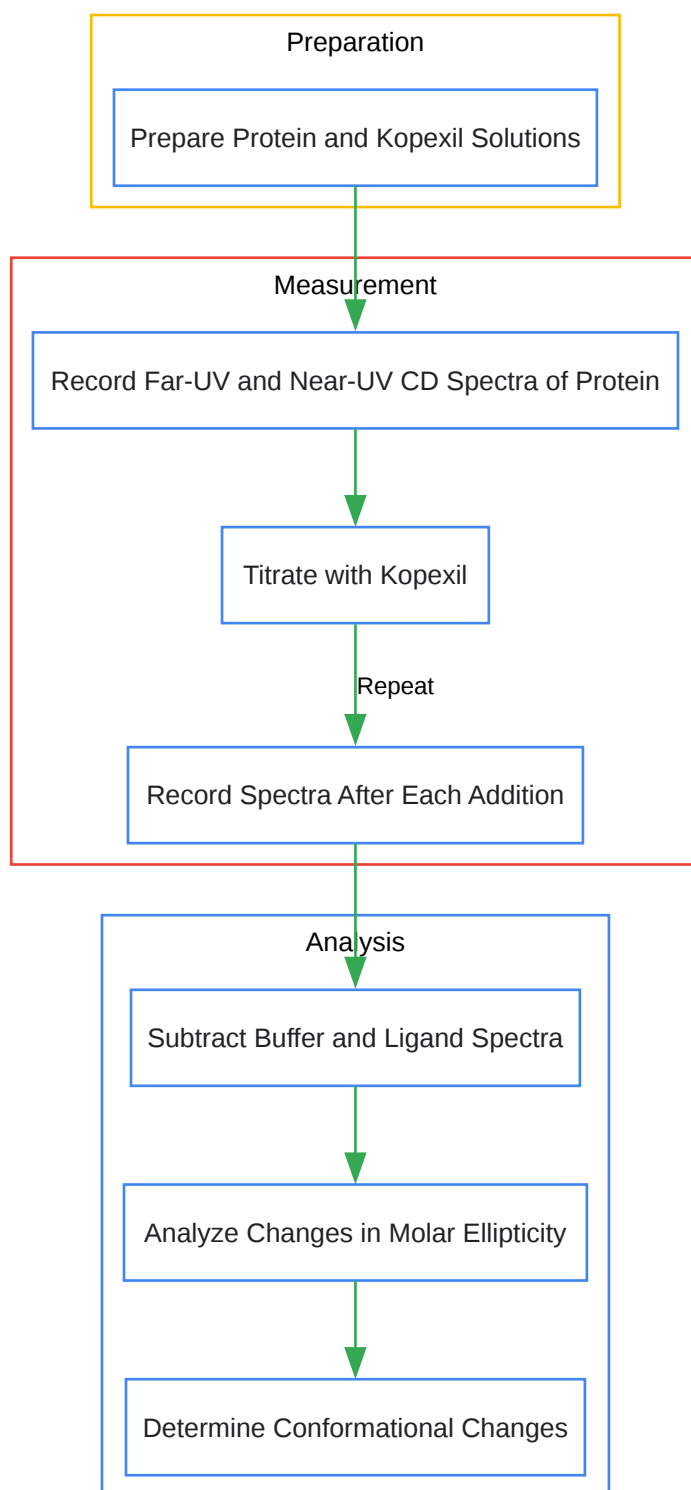 Preparation
Prepare Protein and Kopexil Solutions
Measurement
Record Far-UV and Near-UV CD Spectra of Protein
Titrate with Kopexil
Repeat
Record Spectra After Each Addition
Analysis
Subtract Buffer and Ligand Spectra
Analyze Changes in Molar Ellipticity
Determine Conformational Changes